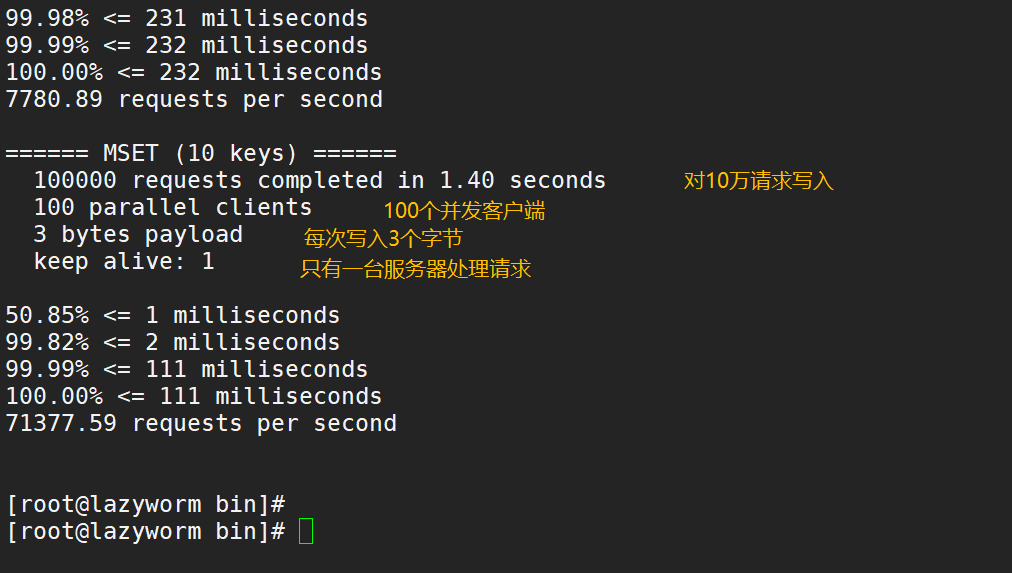 99.98% <= 231 milliseconds
99.99% <= 232 milliseconds
100.00% <= 232 milliseconds
7780.89 requests per second
====== MSET (10 keys) ======
100000 requests completed in 1.40 seconds 对10万请求写入
100 parallel clients 100个并发客户端
3 bytes payload 每次写入3个字节
keep alive: 1 只有一台服务器处理请求
50.85% <= 1 milliseconds
99.82% <= 2 milliseconds
99.99% <= 111 milliseconds
100.00% <= 111 milliseconds
71377.59 requests per second
[root@lazyworm bin]#
[root@lazyworm bin]#